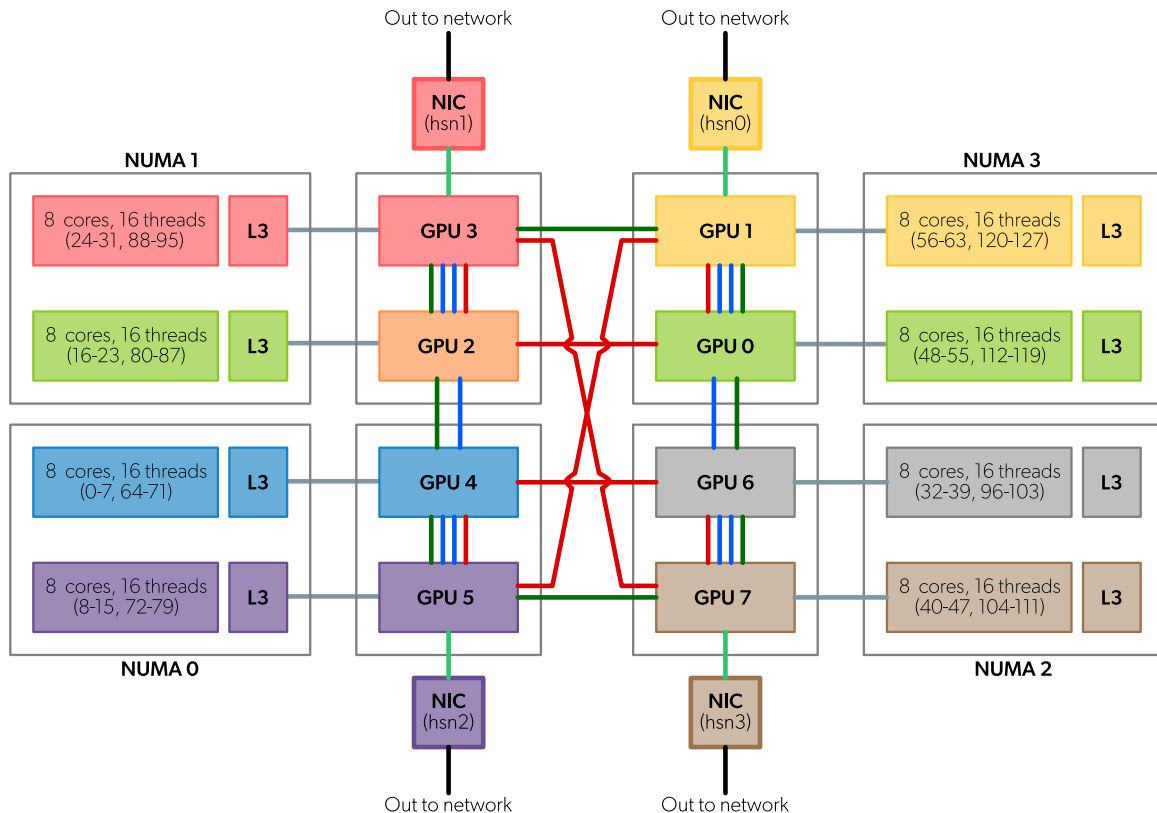 Out to network
Out to network
NIC
(hsn1)
NIC
(hsn0)
NUMA 1
NUMA 3
8 cores, 16 threads
(24-31, 88-95)
L3
GPU 3
GPU 1
8 cores, 16 threads
(56-63, 120-127)
L3
8 cores, 16 threads
(16-23, 80-87)
L3
GPU 2
GPU 0
8 cores, 16 threads
(48-55, 112-119)
L3
8 cores, 16 threads
(0-7, 64-71)
L3
GPU 4
GPU 6
8 cores, 16 threads
(32-39, 96-103)
L3
8 cores, 16 threads
(8-15, 72-79)
L3
GPU 5
GPU 7
8 cores, 16 threads
(40-47, 104-111)
L3
NUMA 0
NUMA 2
NIC
(hsn2)
NIC
(hsn3)
Out to network
Out to network